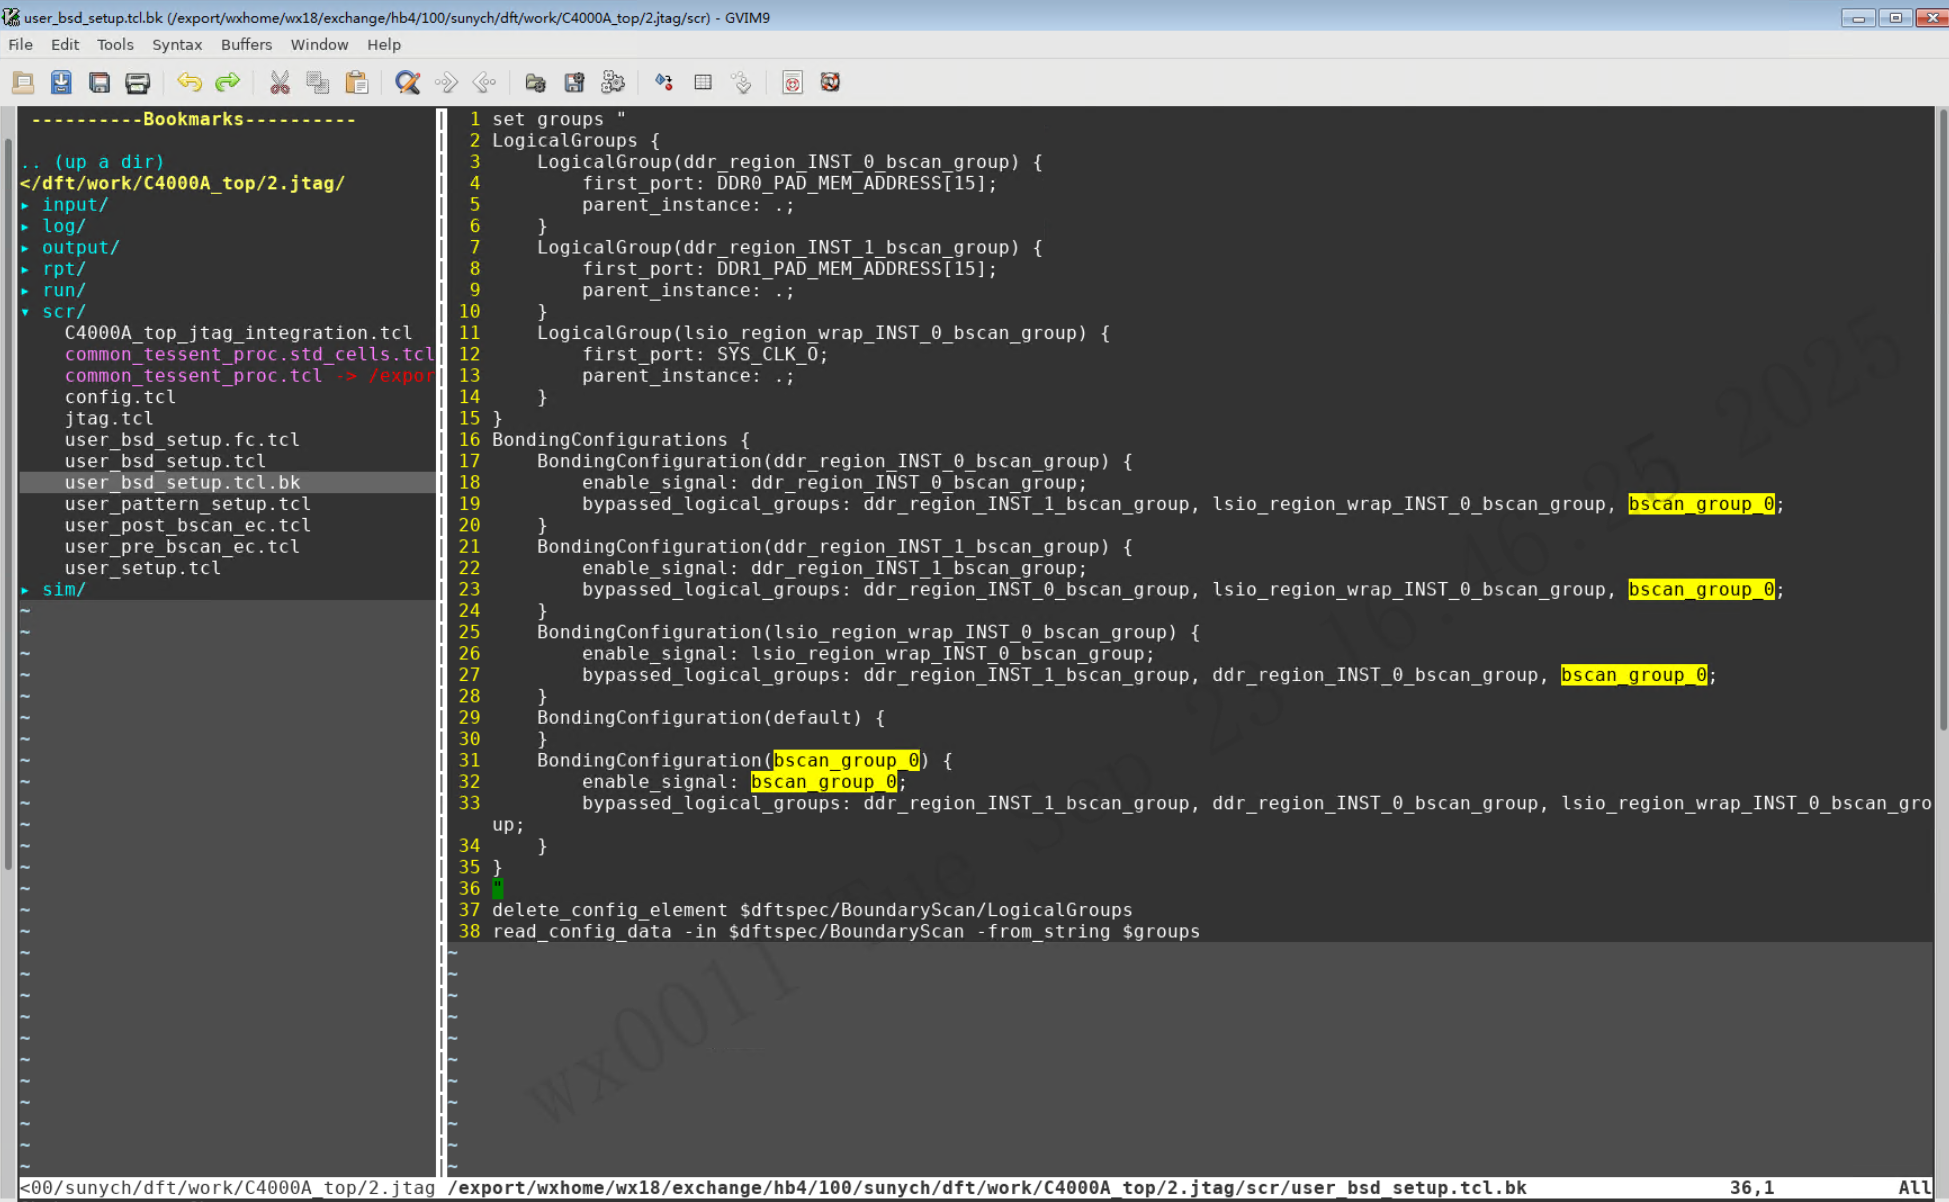 user_bsd_setup.tcl.bk (/export/wxhome/wx18/exchange/hb4/100/sunych/dft/work/C4000A_top/2.jtag/scr) - GVIM9
File Edit Tools Syntax Buffers Window Help
----------Bookmarks----------
.. (up a dir)
</dft/work/C4000A_top/2.jtag/
▸ input/
▸ log/
▸ output/
▸ rpt/
▸ run/
▾ scr/
C4000A_top_jtag_integration.tcl
common_tessent_proc.std_cells.tcl
common_tessent_proc.tcl -> /expor
config.tcl
jtag.tcl
user_bsd_setup.fc.tcl
user_bsd_setup.tcl
user_bsd_setup.tcl.bk
user_pattern_setup.tcl
user_post_bscan_ec.tcl
user_pre_bscan_ec.tcl
user_setup.tcl
▸ sim/
1 set groups "
2 LogicalGroups {
3     LogicalGroup(ddr_region_INST_0_bscan_group) {
4         first_port: DDR0_PAD_MEM_ADDRESS[15];
5         parent_instance: .;
6     }
7     LogicalGroup(ddr_region_INST_1_bscan_group) {
8         first_port: DDR1_PAD_MEM_ADDRESS[15];
9         parent_instance: .;
10     }
11     LogicalGroup(lsio_region_wrap_INST_0_bscan_group) {
12         first_port: SYS_CLK_O;
13         parent_instance: .;
14     }
15 }
16 BondingConfigurations {
17     BondingConfiguration(ddr_region_INST_0_bscan_group) {
18         enable_signal: ddr_region_INST_0_bscan_group;
19         bypassed_logical_groups: ddr_region_INST_1_bscan_group, lsio_region_wrap_INST_0_bscan_group, bscan_group_0;
20     }
21     BondingConfiguration(ddr_region_INST_1_bscan_group) {
22         enable_signal: ddr_region_INST_1_bscan_group;
23         bypassed_logical_groups: ddr_region_INST_0_bscan_group, lsio_region_wrap_INST_0_bscan_group, bscan_group_0;
24     }
25     BondingConfiguration(lsio_region_wrap_INST_0_bscan_group) {
26         enable_signal: lsio_region_wrap_INST_0_bscan_group;
27         bypassed_logical_groups: ddr_region_INST_1_bscan_group, ddr_region_INST_0_bscan_group, bscan_group_0;
28     }
29     BondingConfiguration(default) {
30     }
31     BondingConfiguration(bscan_group_0) {
32         enable_signal: bscan_group_0;
33         bypassed_logical_groups: ddr_region_INST_1_bscan_group, ddr_region_INST_0_bscan_group, lsio_region_wrap_INST_0_bscan_gro
up;
34     }
35 }
36 "
37 delete_config_element $dftspec/BoundaryScan/LogicalGroups
38 read_config_data -in $dftspec/BoundaryScan -from_string $groups
wx0011 Tue Sep 23 16:46:25 2025
<00/sunych/dft/work/C4000A_top/2.jtag /export/wxhome/wx18/exchange/hb4/100/sunych/dft/work/C4000A_top/2.jtag/scr/user_bsd_setup.tcl.bk 36,1 All